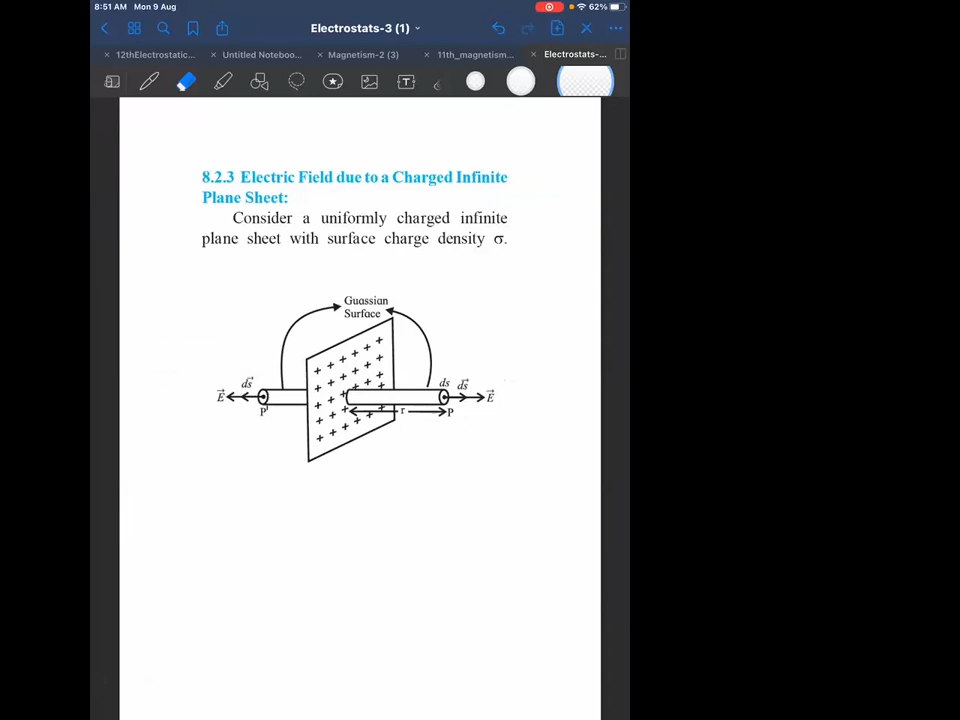 8:51 AM Mon 9 Aug
62%
Electrostats-3 (1)
12thElectrostatic...
Untitled Noteboo...
Magnetism-2 (3)
11th_magnetism...
Electrostats-...
T
8.2.3 Electric Field due to a Charged Infinite
Plane Sheet:
Consider a uniformly charged infinite
plane sheet with surface charge density σ.
Guassian
Surface
ds
ds ds
E
E
P'
r
P